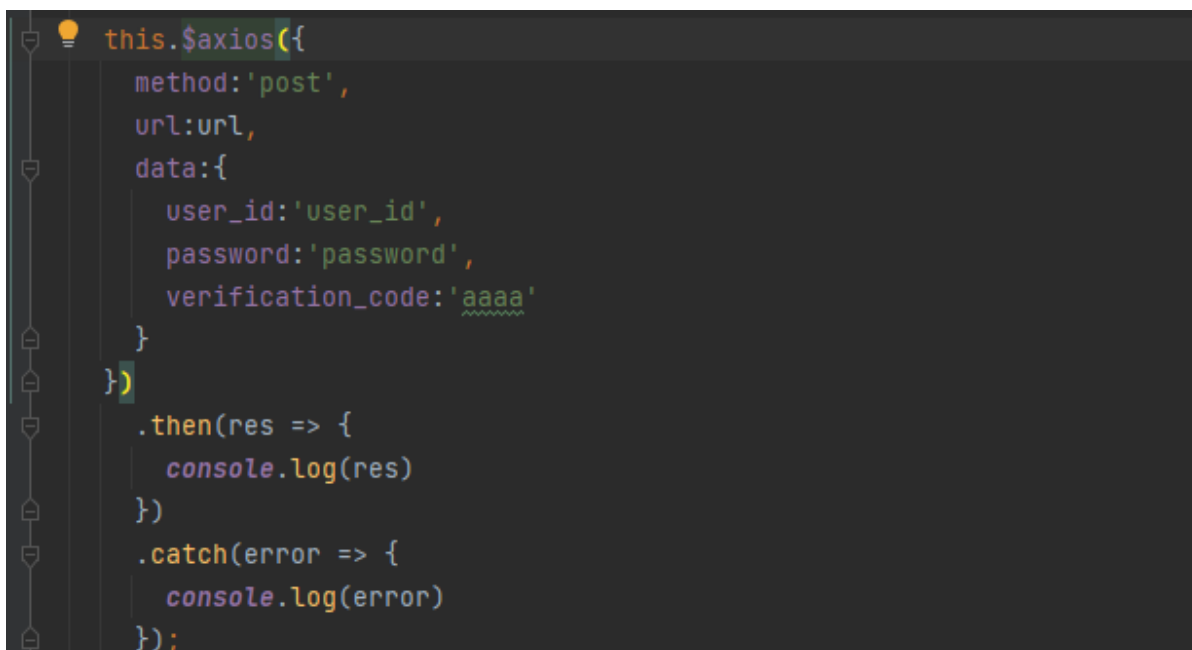 this.$axios({
method:'post',
url:url,
data:{
user_id:'user_id',
password:'password',
verification_code:'aaaa'
}
})
.then(res => {
console.log(res)
})
.catch(error => {
console.log(error)
});